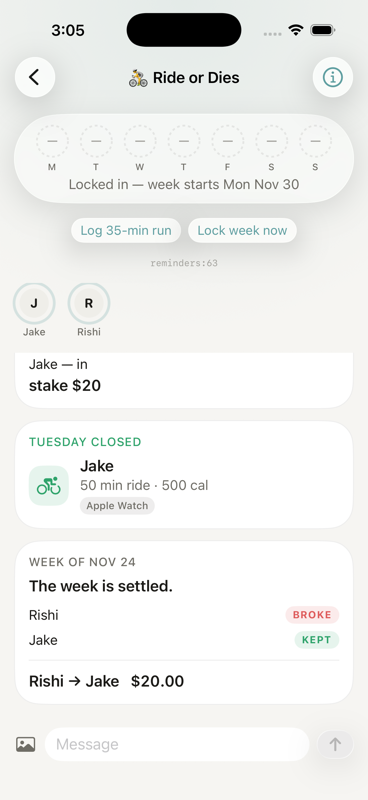 3:05
🚴 Ride or Dies
— — — — — — —
M T W T F S S
Locked in — week starts Mon Nov 30
Log 35-min run Lock week now
reminders:63
J R
Jake Rishi
Jake — in
stake $20
TUESDAY CLOSED
Jake
50 min ride · 500 cal
Apple Watch
WEEK OF NOV 24
The week is settled.
Rishi BROKE
Jake KEPT
Rishi → Jake $20.00
Message